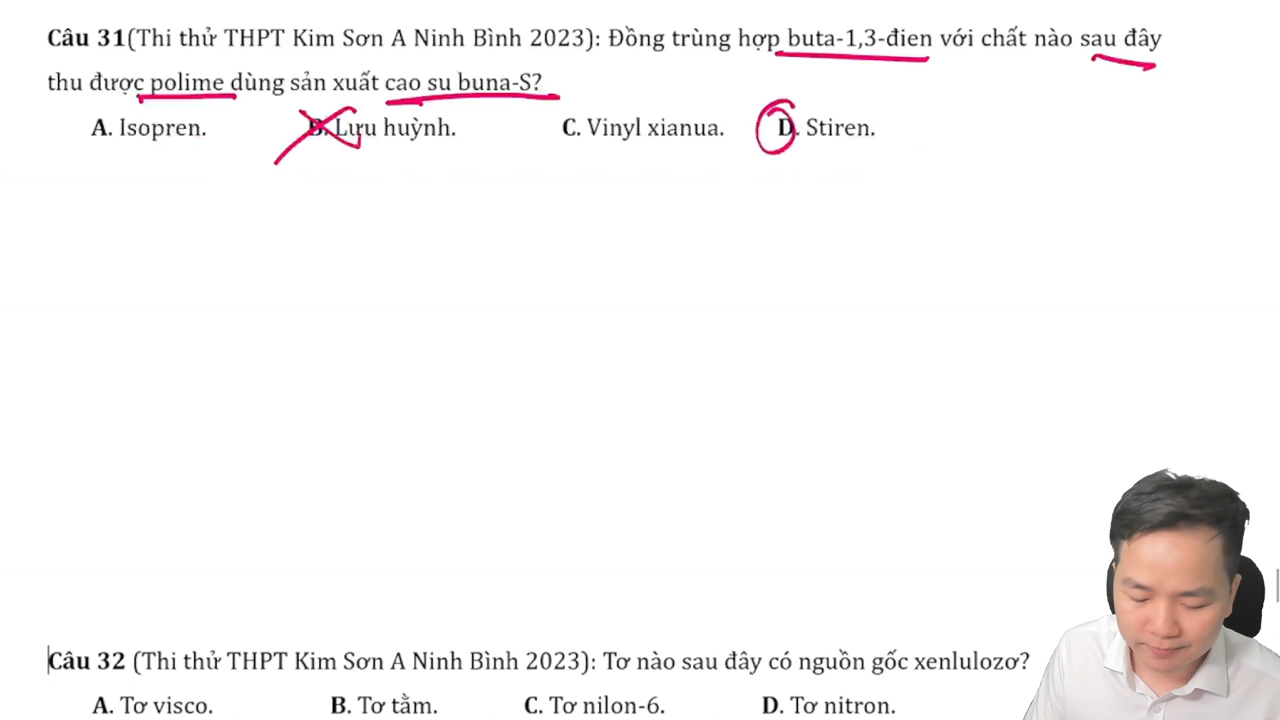 Câu 31(Thi thử THPT Kim Sơn A Ninh Bình 2023): Đồng trùng hợp buta-1,3-đien với chất nào sau đây
thu được polime dùng sản xuất cao su buna-S?
A. Isopren. B. Lưu huỳnh. C. Vinyl xianua. D. Stiren.
Câu 32 (Thi thử THPT Kim Sơn A Ninh Bình 2023): Tơ nào sau đây có nguồn gốc xenlulozơ?
A. Tơ visco. B. Tơ tằm. C. Tơ nilon-6. D. Tơ nitron.